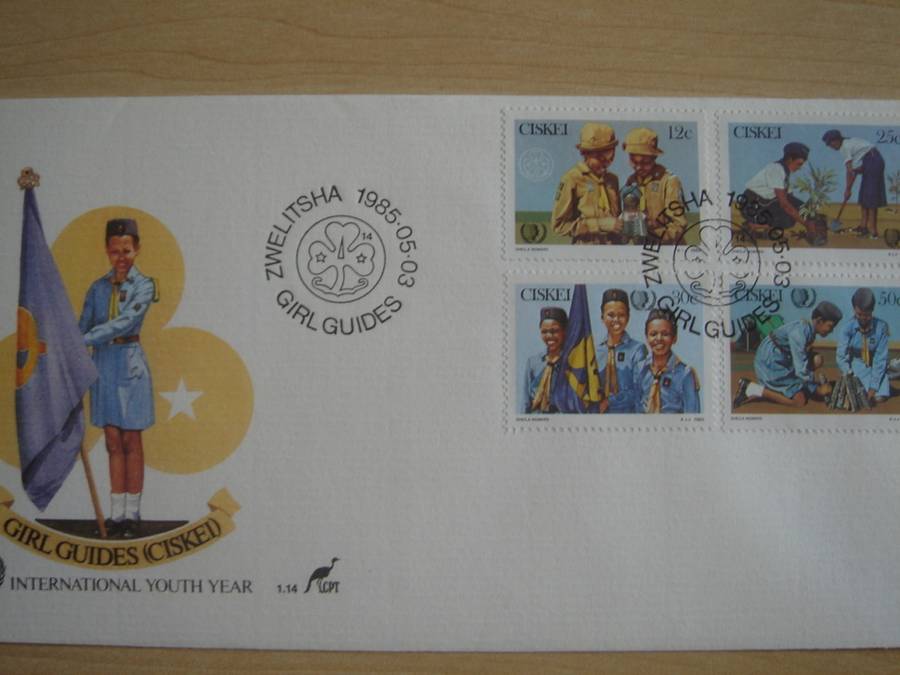 CISKEI 12c
CISKEI 25c
ZWELITSHA 1985·05·03
14
GIRL GUIDES
ZWELITSHA 1985·05·03
GIRL GUIDES
CISKEI 30c
CISKEI 50c
GIRL GUIDES (CISKEI)
INTERNATIONAL YOUTH YEAR
1.14